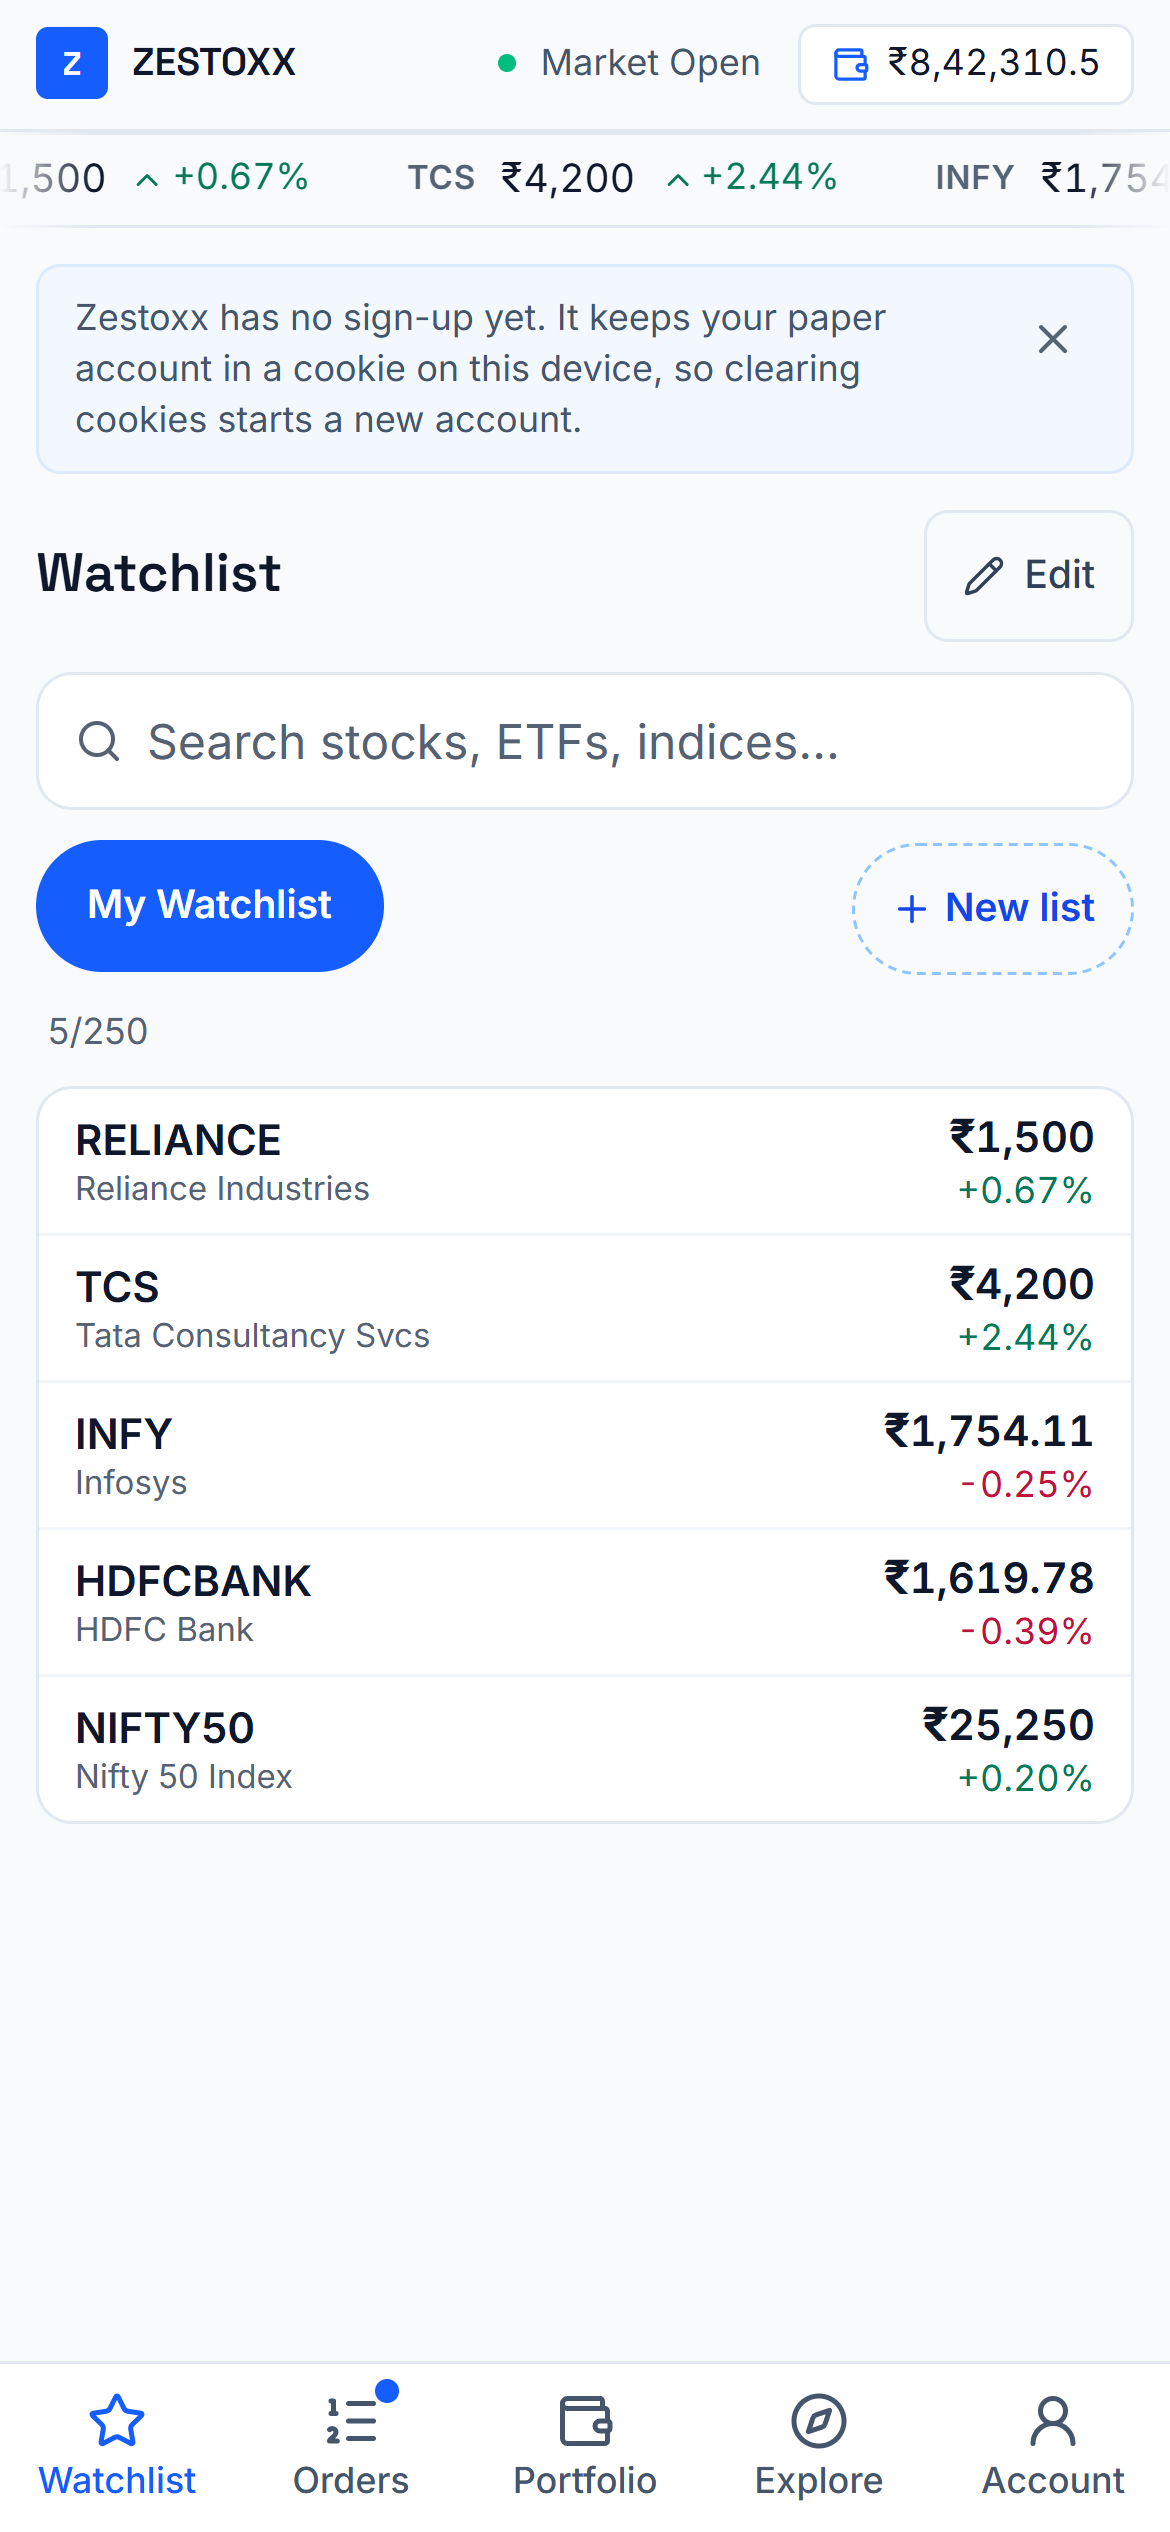 Z ZESTOXX Market Open ₹8,42,310.5
1,500 +0.67% TCS ₹4,200 +2.44% INFY ₹1,754
Zestoxx has no sign-up yet. It keeps your paper
account in a cookie on this device, so clearing
cookies starts a new account.
Watchlist Edit
Search stocks, ETFs, indices...
My Watchlist + New list
5/250
RELIANCE ₹1,500
Reliance Industries +0.67%
TCS ₹4,200
Tata Consultancy Svcs +2.44%
INFY ₹1,754.11
Infosys -0.25%
HDFCBANK ₹1,619.78
HDFC Bank -0.39%
NIFTY50 ₹25,250
Nifty 50 Index +0.20%
Watchlist Orders Portfolio Explore Account